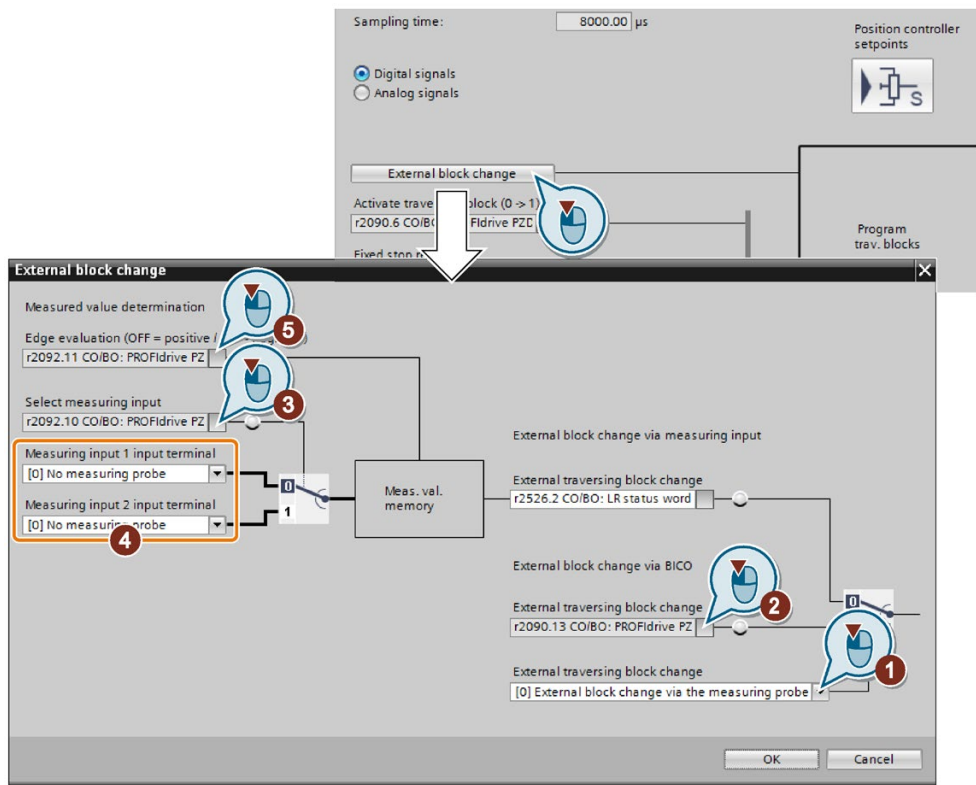 Sampling time:
8000.00 µs
Position controller
setpoints
S
Digital signals
Analog signals
External block change
Activate block (0 -> 1)
r2090.6 CO/BO: PZD
Fixed stop
Program
trav. blocks
External block change
Measured value determination
Edge evaluation (OFF = positive /
5
r2092.11 CO/BO: PROFIdrive PZ
Select measuring input
3
r2092.10 CO/BO: PROFIdrive PZ
Measuring input 1 input terminal
[0] No measuring probe
Measuring input 2 input terminal
[0] No measuring probe
4
0
1
Meas. val.
memory
External block change via measuring input
External traversing block change
r2526.2 CO/BO: LR status word
External block change via BICO
External traversing block change
2
r2090.13 CO/BO: PROFIdrive PZ
0
External traversing block change
1
[0] External block change via the measuring probe
OK
Cancel